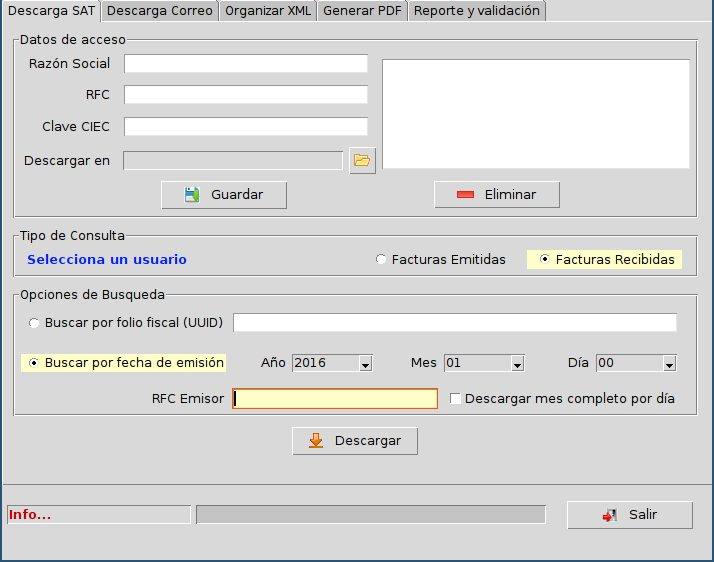 Descarga SAT Descarga Correo Organizar XML Generar PDF Reporte y validación
Datos de acceso
Razón Social
RFC
Clave CIEC
Descargar en
Guardar Eliminar
Tipo de Consulta
Selecciona un usuario Facturas Emitidas Facturas Recibidas
Opciones de Busqueda
Buscar por folio fiscal (UUID)
Buscar por fecha de emisión Año 2016 Mes 01 Día 00
RFC Emisor Descargar mes completo por día
Descargar
Info... Salir